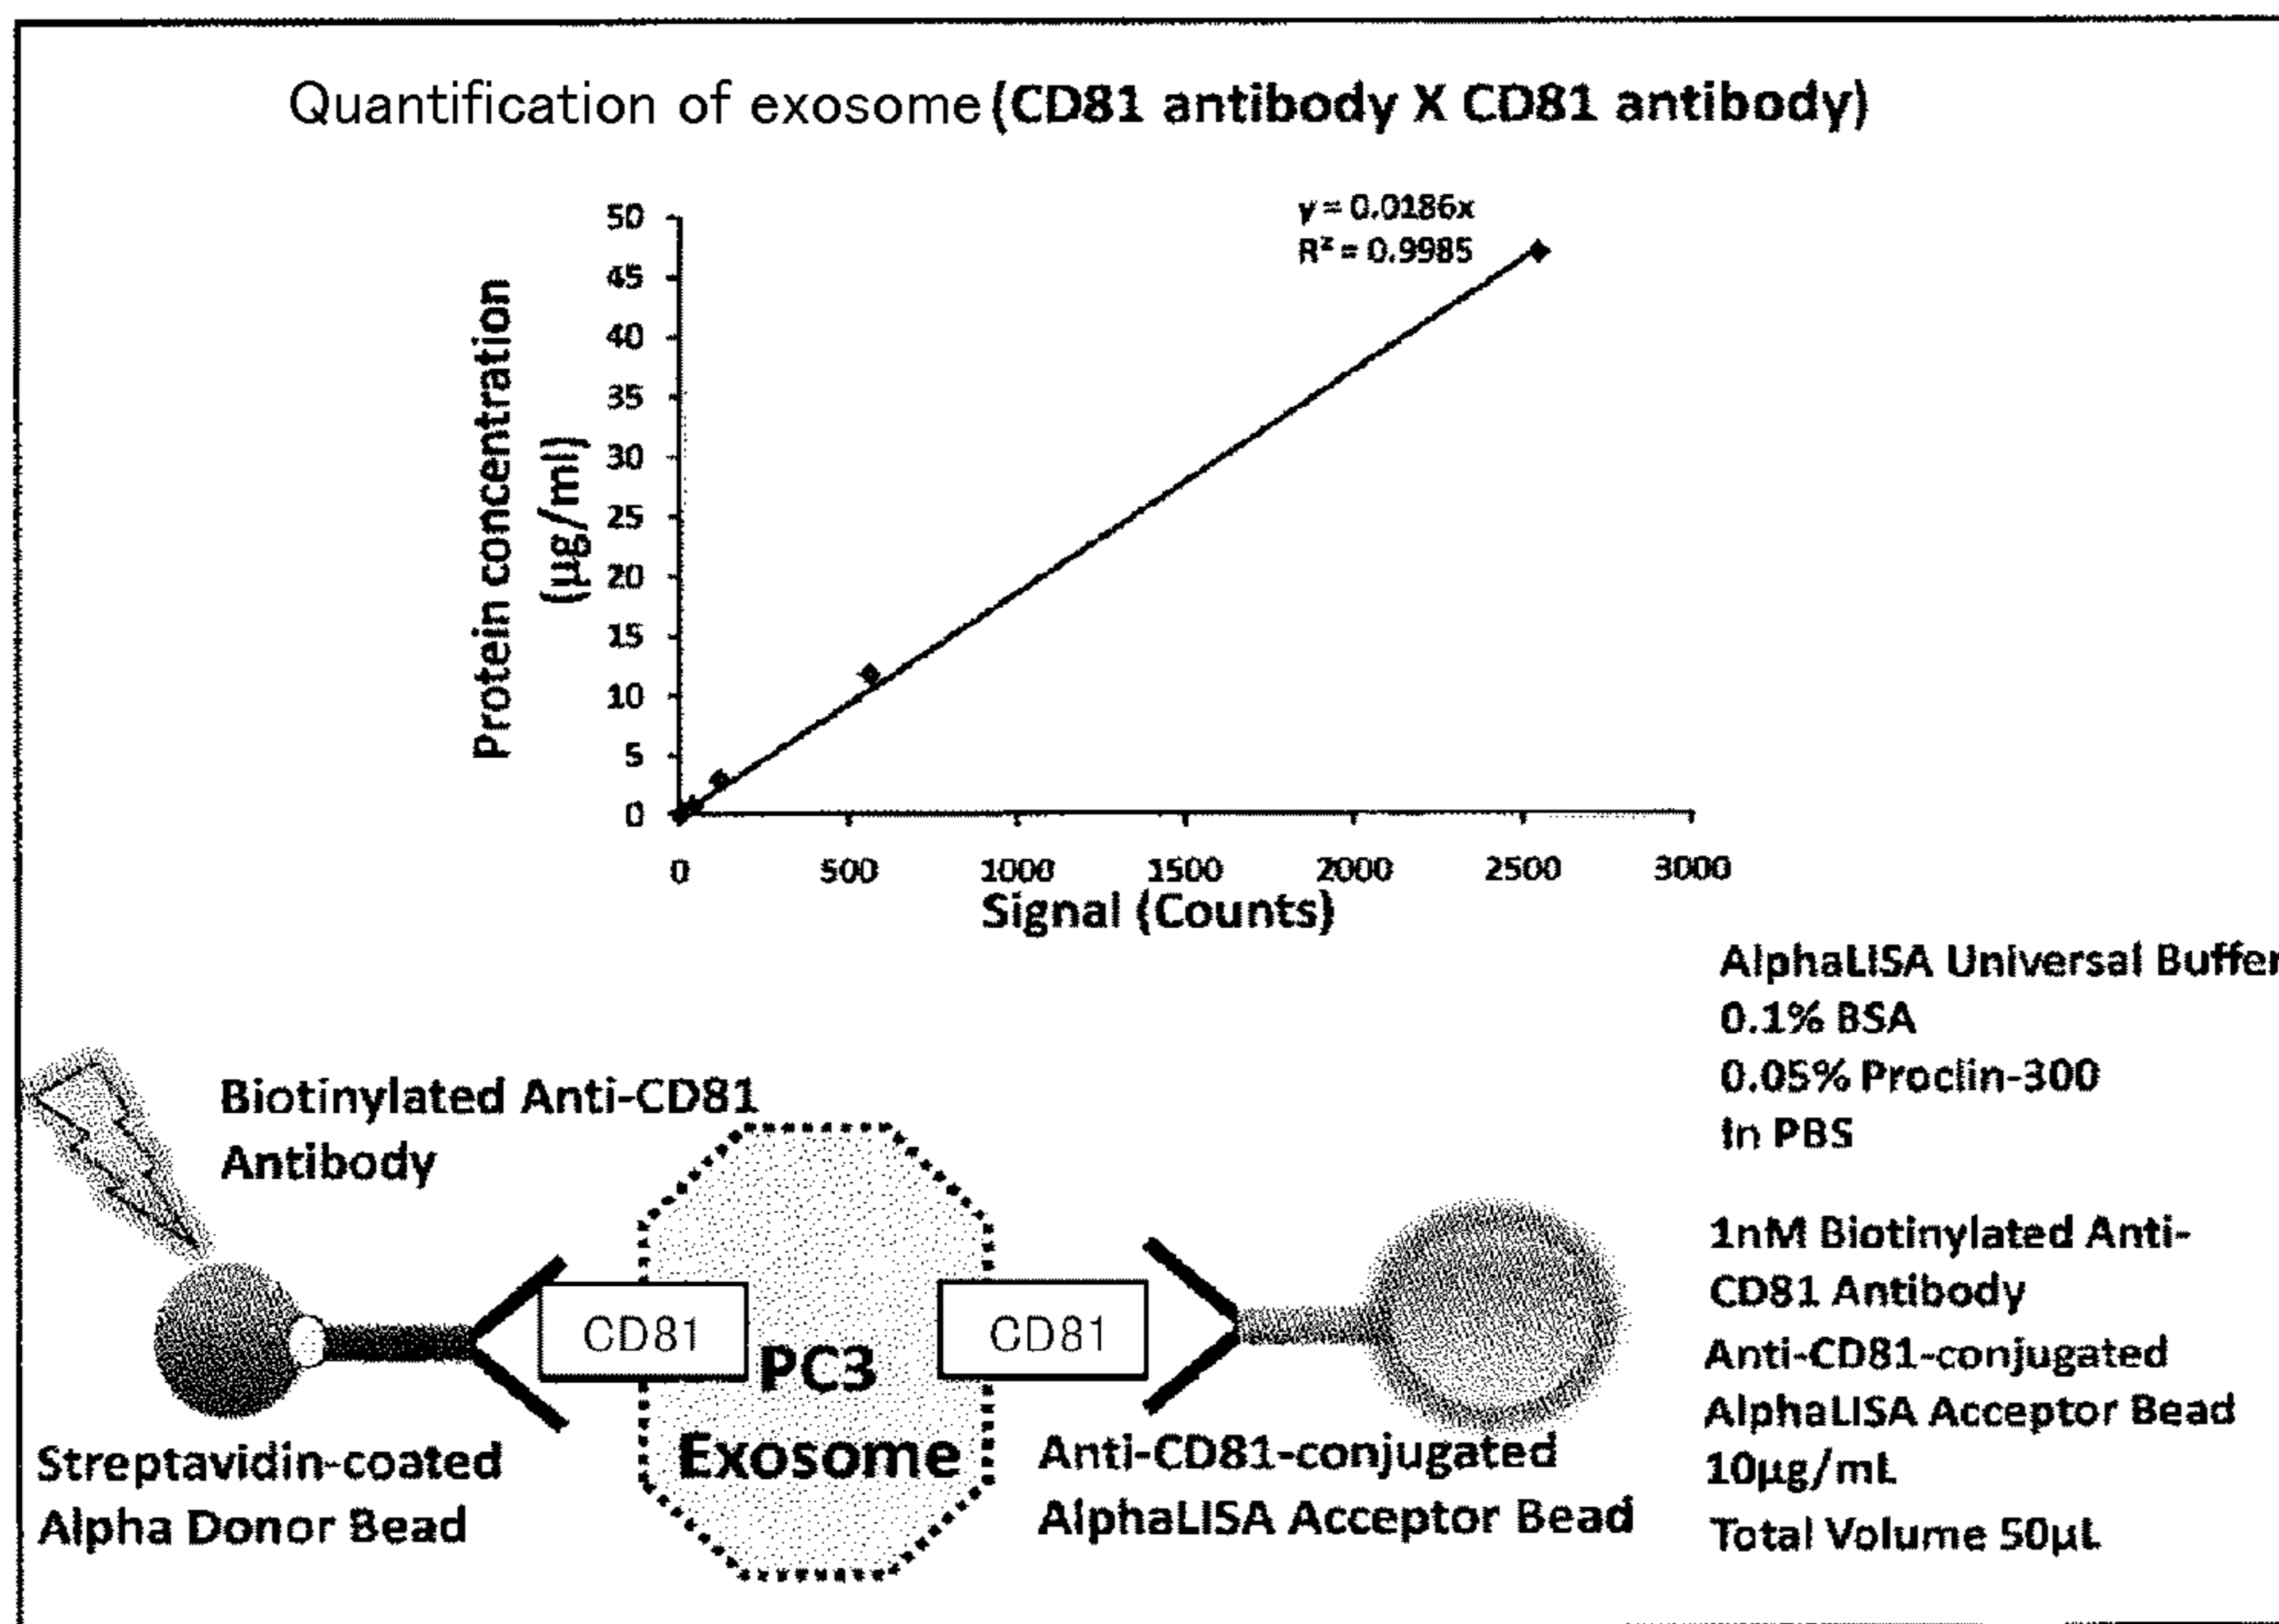 Quantification of exosome (CD81 antibody X CD81 antibody)
y = 0.0186x
R² = 0.9985
50
45
40
35
30
25
20
15
10
5
0
Protein concentration
(µg/ml)
0 500 1000 1500 2000 2500 3000
Signal (Counts)
AlphaLISA Universal Buffer
0.1% BSA
0.05% Proclin-300
in PBS
Biotinylated Anti-CD81
Antibody
1nM Biotinylated Anti-
CD81 Antibody
Anti-CD81-conjugated
AlphaLISA Acceptor Bead
10µg/mL
Total Volume 50µL
CD81
PC3
Exosome
CD81
Streptavidin-coated
Alpha Donor Bead
Anti-CD81-conjugated
AlphaLISA Acceptor Bead